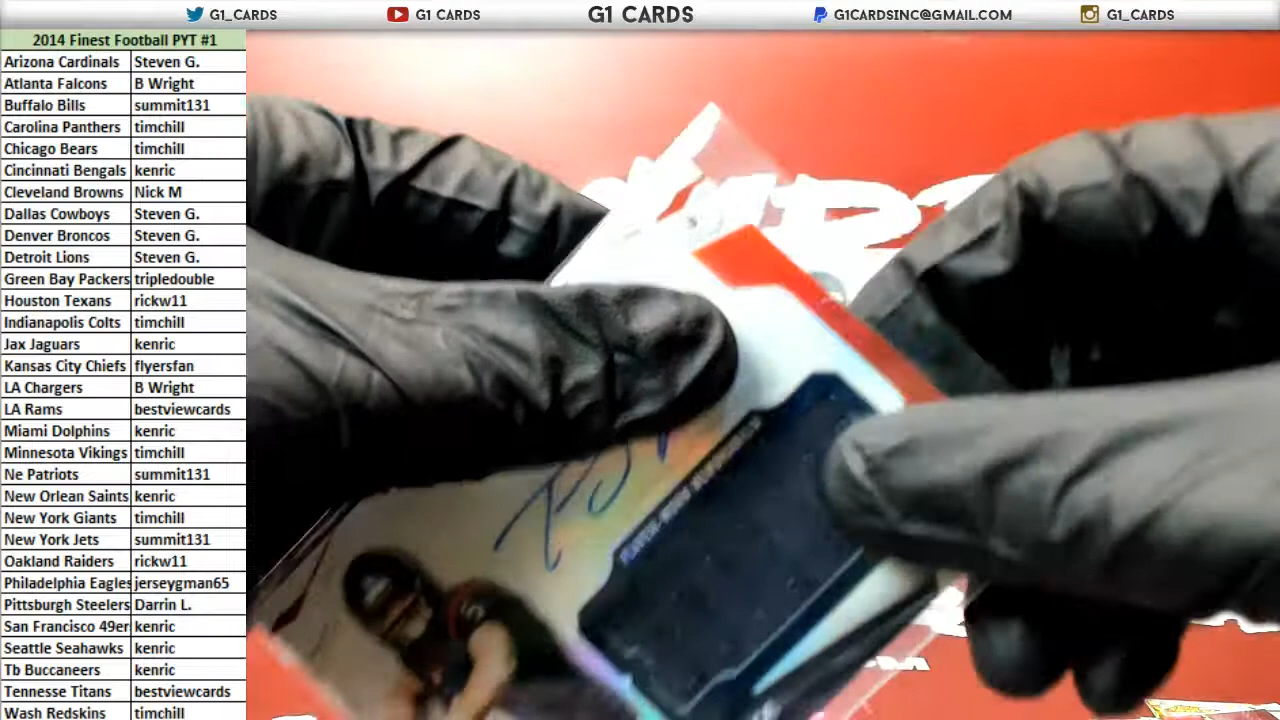 G1_CARDS G1 CARDS G1 CARDS G1CARDSINC@GMAIL.COM G1_CARDS
2014 Finest Football PYT #1
Arizona Cardinals Steven G.
Atlanta Falcons B Wright
Buffalo Bills summit131
Carolina Panthers timchill
Chicago Bears timchill
Cincinnati Bengals kenric
Cleveland Browns Nick M
Dallas Cowboys Steven G.
Denver Broncos Steven G.
Detroit Lions Steven G.
Green Bay Packers tripledouble
Houston Texans rickw11
Indianapolis Colts timchill
Jax Jaguars kenric
Kansas City Chiefs flyersfan
LA Chargers B Wright
LA Rams bestviewcards
Miami Dolphins kenric
Minnesota Vikings timchill
Ne Patriots summit131
New Orlean Saints kenric
New York Giants timchill
New York Jets summit131
Oakland Raiders rickw11
Philadelphia Eagles jerseygman65
Pittsburgh Steelers Darrin L.
San Francisco 49er kenric
Seattle Seahawks kenric
Tb Buccaneers kenric
Tennesse Titans bestviewcards
Wash Redskins timchill